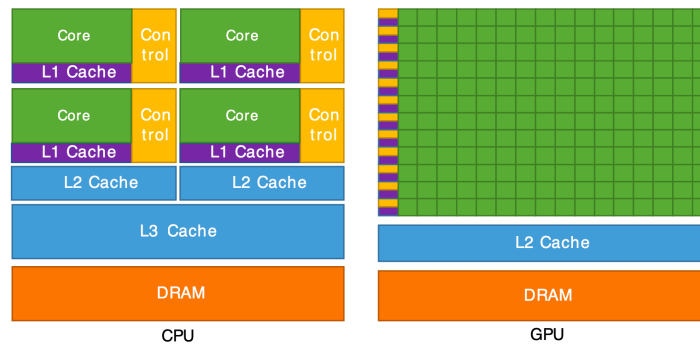 Core
Con
trol
L1 Cache
Core
Con
trol
L1 Cache
Core
Con
trol
L1 Cache
Core
Con
trol
L1 Cache
L2 Cache
L2 Cache
L3 Cache
DRAM
CPU
L2 Cache
DRAM
GPU